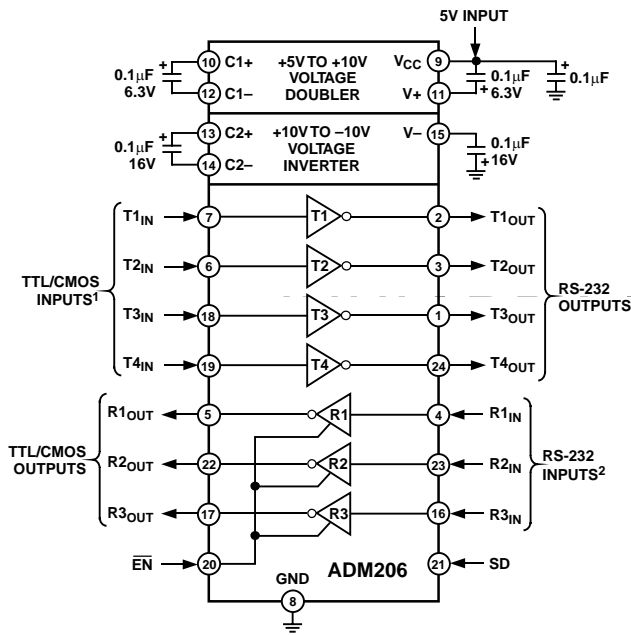 5V INPUT
10 C1+ +5V TO +10V VCC 9
0.1µF 6.3V VOLTAGE 0.1µF 6.3V 0.1µF
12 C1– DOUBLER V+ 11
13 C2+ +10V TO –10V V– 15
0.1µF 16V VOLTAGE 0.1µF 16V
14 C2– INVERTER
T1IN 7 T1 2 T1OUT
T2IN 6 T2 3 T2OUT
TTL/CMOS INPUTS1 RS-232 OUTPUTS
T3IN 18 T3 1 T3OUT
T4IN 19 T4 24 T4OUT
R1OUT 5 R1 4 R1IN
TTL/CMOS OUTPUTS R2OUT 22 R2 23 R2IN RS-232 INPUTS2
R3OUT 17 R3 16 R3IN
EN 20 ADM206 21 SD
GND
8